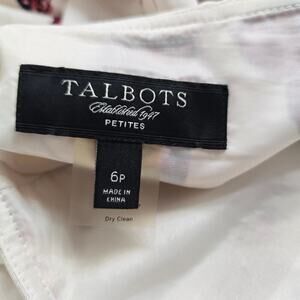 TALBOTS
Established 1947
PETITES
6P
MADE IN
CHINA
Dry Clean